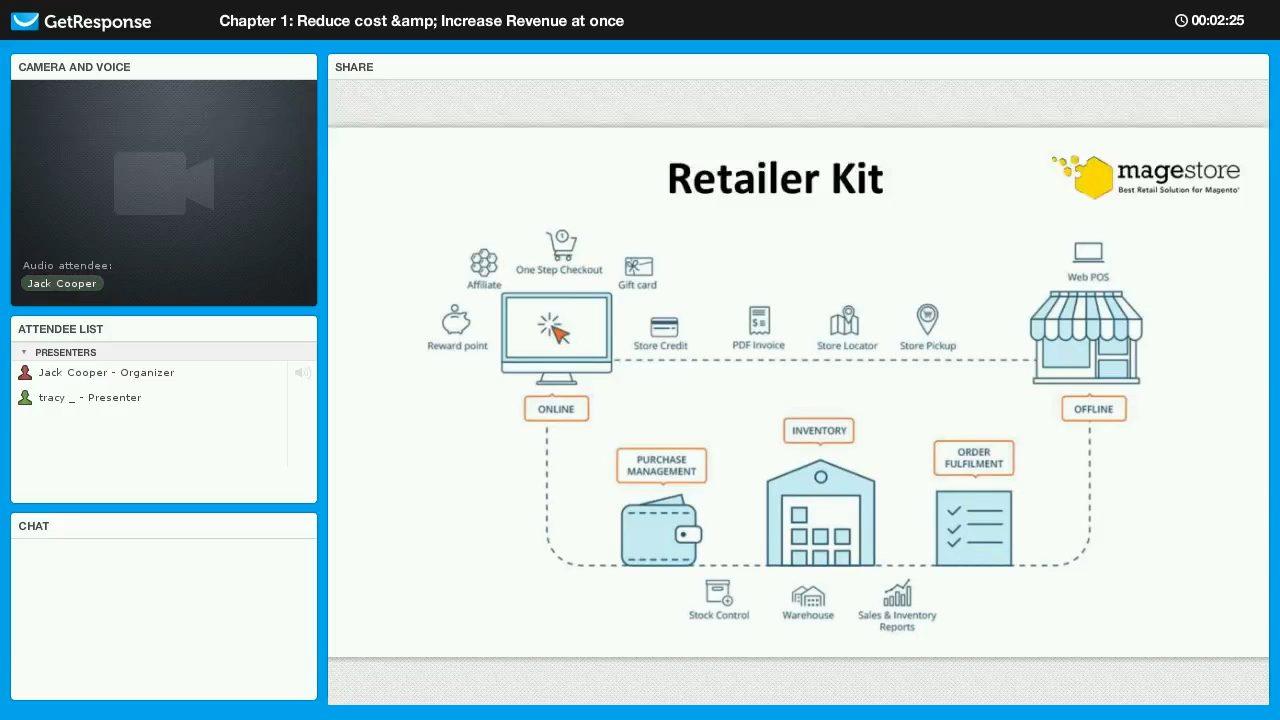 GetResponse
Chapter 1: Reduce cost &amp; Increase Revenue at once
00:02:25
CAMERA AND VOICE
Audio attendee:
Jack Cooper
ATTENDEE LIST
PRESENTERS
Jack Cooper - Organizer
tracy _ - Presenter
CHAT
SHARE
Retailer Kit
magestore
Best Retail Solution for Magento'
One Step Checkout
Affiliate
Gift card
Web POS
Reward point
Store Credit
PDF Invoice
Store Locator
Store Pickup
ONLINE
OFFLINE
INVENTORY
PURCHASE
MANAGEMENT
ORDER
FULFILMENT
Stock Control
Warehouse
Sales & Inventory
Reports